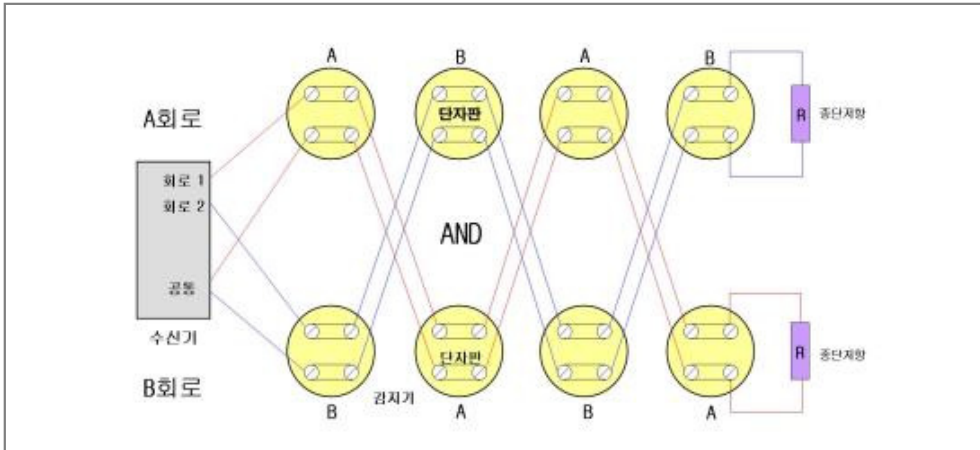 A B A B
A회로
단자판
R 종단저항
회로 1
회로 2
AND
공통
수신기
단자판
R 종단저항
B회로
감지기
B A B A